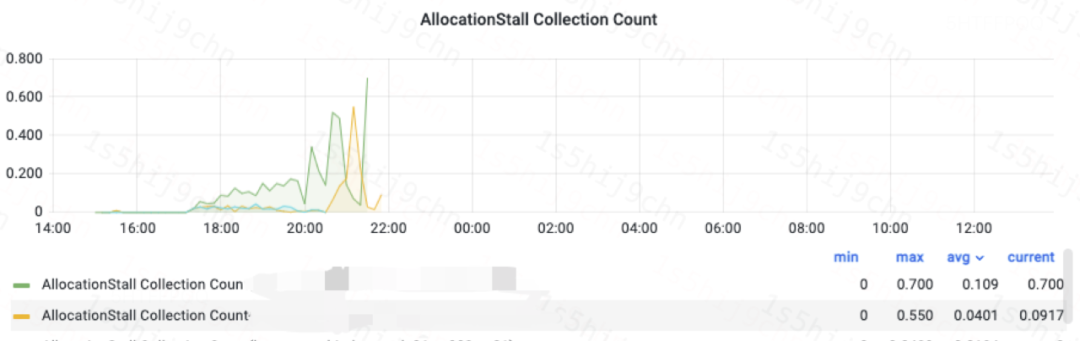 AllocationStall Collection Count
0.800
0.600
0.400
0.200
0
14:00 16:00 18:00 20:00 22:00 00:00 02:00 04:00 06:00 08:00 10:00 12:00
min max avg current
AllocationStall Collection Coun 0 0.700 0.109 0.700
AllocationStall Collection Count 0 0.550 0.0401 0.0917